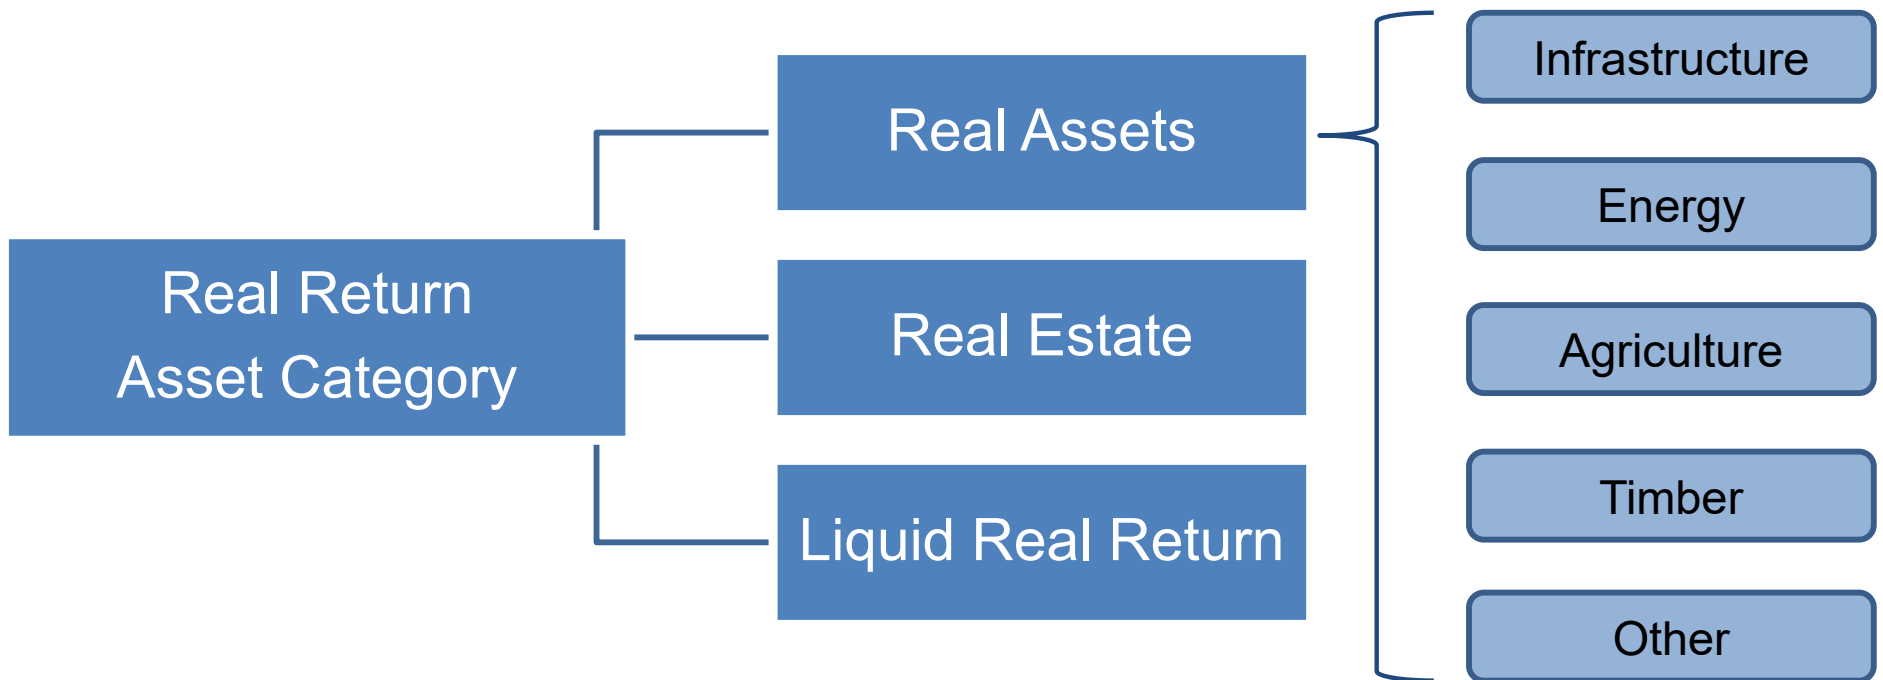 Real Return
Asset Category
Real Assets
Real Estate
Liquid Real Return
Infrastructure
Energy
Agriculture
Timber
Other